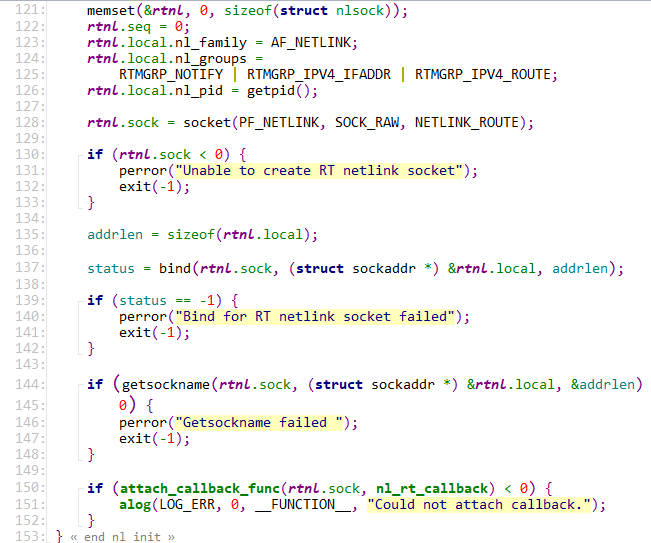 121: memset(&rtnl, 0, sizeof(struct nlsock));
122: rtnl.seq = 0;
123: rtnl.local.nl_family = AF_NETLINK;
124: rtnl.local.nl_groups =
125: RTMGRP_NOTIFY | RTMGRP_IPV4_IFADDR | RTMGRP_IPV4_ROUTE;
126: rtnl.local.nl_pid = getpid();
127:
128: rtnl.sock = socket(PF_NETLINK, SOCK_RAW, NETLINK_ROUTE);
129:
130: if (rtnl.sock < 0) {
131: perror("Unable to create RT netlink socket");
132: exit(-1);
133: }
134:
135: addrlen = sizeof(rtnl.local);
136:
137: status = bind(rtnl.sock, (struct sockaddr *) &rtnl.local, addrlen);
138:
139: if (status == -1) {
140: perror("Bind for RT netlink socket failed");
141: exit(-1);
142: }
143:
144: if (getsockname(rtnl.sock, (struct sockaddr *) &rtnl.local, &addrlen)
145: 0) {
146: perror("Getsockname failed ");
147: exit(-1);
148: }
149:
150: if (attach_callback_func(rtnl.sock, nl_rt_callback) < 0) {
151: alog(LOG_ERR, 0, __FUNCTION__, "Could not attach callback.");
152: }
153: } « end nl init »